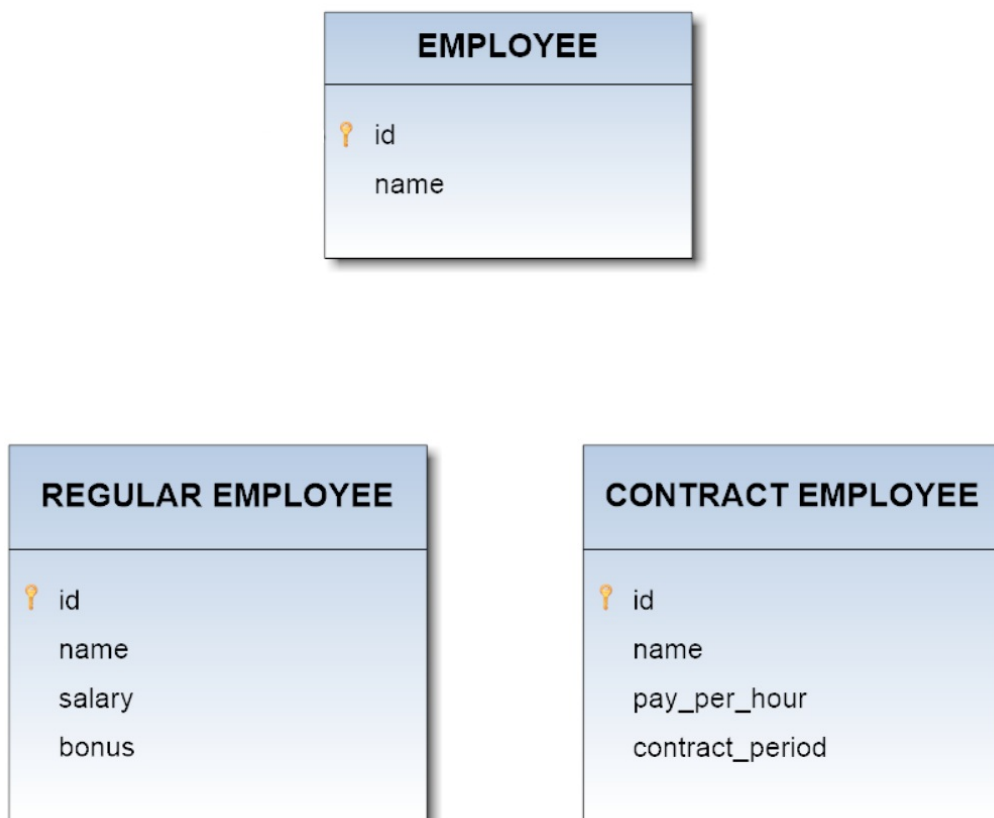 EMPLOYEE
id
name
REGULAR EMPLOYEE
id
name
salary
bonus
CONTRACT EMPLOYEE
id
name
pay_per_hour
contract_period